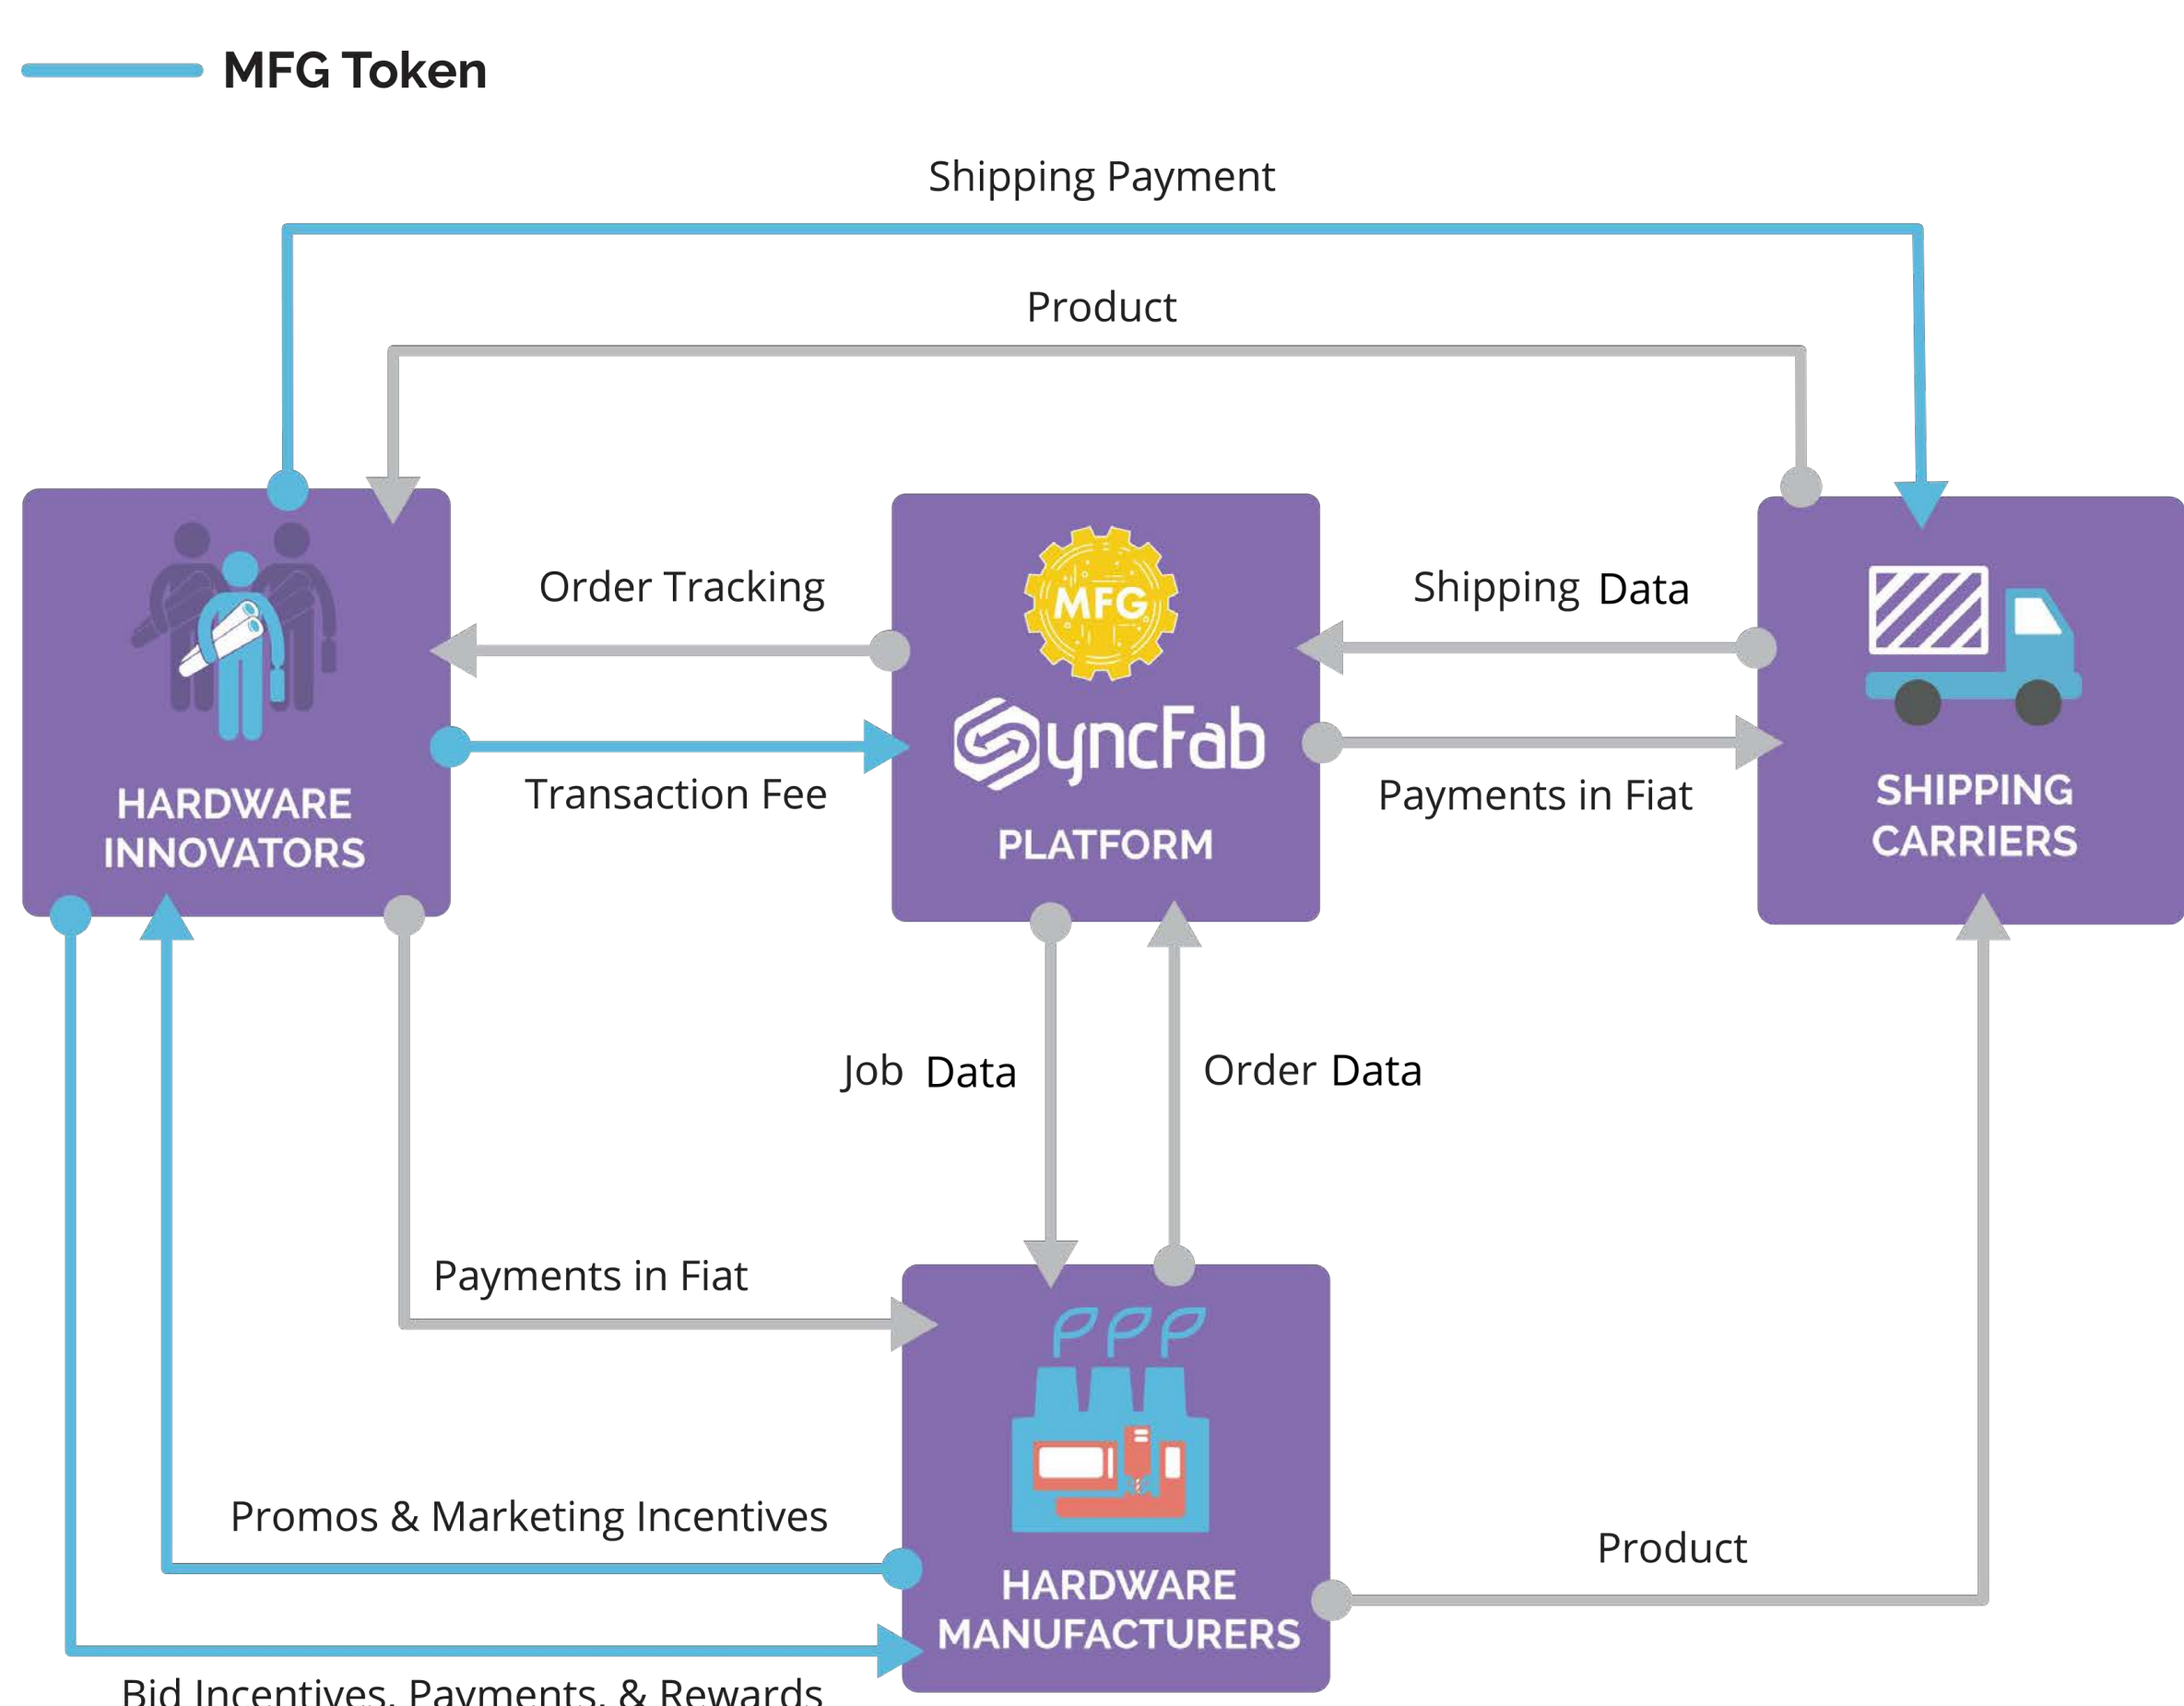 MFG Token
Shipping Payment
Product
Order Tracking
MFG
Shipping Data
SyncFab
Transaction Fee
Payments in Fiat
HARDWARE
INNOVATORS
PLATFORM
SHIPPING
CARRIERS
Job Data
Order Data
Payments in Fiat
Promos & Marketing Incentives
Product
HARDWARE
MANUFACTURERS
Bid Incentives, Payments, & Rewards